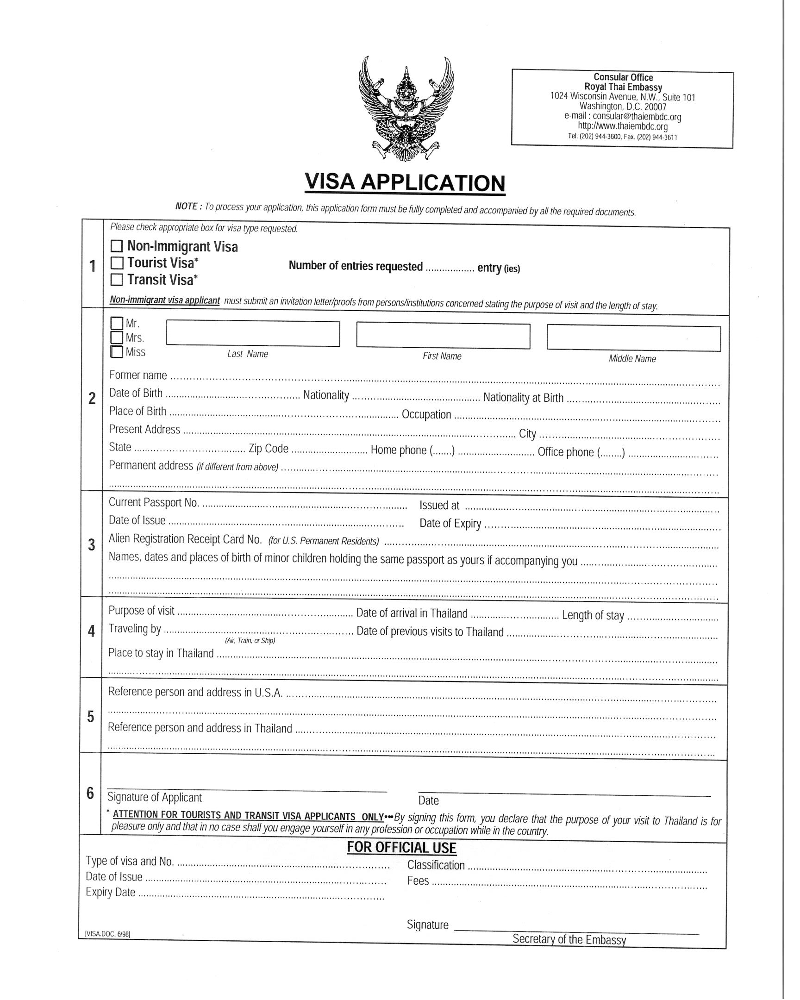 Consular Office
Royal Thai Embassy
1024 Wisconsin Avenue, N.W., Suite 101
Washington, D.C. 20007
e-mail : consular@thaiembdc.org
http://www.thaiembdc.org
Tel. (202) 944-3600, Fax. (202) 944-3611
VISA APPLICATION
NOTE : To process your application, this application form must be fully completed and accompanied by all the required documents.
1
Please check appropriate box for visa type requested.
Non-Immigrant Visa
Tourist Visa* Number of entries requested .................. entry (ies)
Transit Visa*
Non-immigrant visa applicant must submit an invitation letter/proofs from persons/institutions concerned stating the purpose of visit and the length of stay.
2
Mr.
Mrs.
Miss
Last Name First Name Middle Name
Former name ..........
Date of Birth .......... Nationality .......... Nationality at Birth ..........
Place of Birth .......... Occupation ..........
Present Address .......... City ..........
State .......... Zip Code .......... Home phone (.......) .......... Office phone (........) ..........
Permanent address (if different from above) ..........
3
Current Passport No. .......... Issued at ..........
Date of Issue .......... Date of Expiry ..........
Alien Registration Receipt Card No. (for U.S. Permanent Residents) ..........
Names, dates and places of birth of minor children holding the same passport as yours if accompanying you ..........
4
Purpose of visit .......... Date of arrival in Thailand .......... Length of stay ..........
Traveling by .......... Date of previous visits to Thailand ..........
(Air, Train, or Ship)
Place to stay in Thailand ..........
5
Reference person and address in U.S.A. ..........
Reference person and address in Thailand ..........
6
Signature of Applicant Date
* ATTENTION FOR TOURISTS AND TRANSIT VISA APPLICANTS ONLY•••By signing this form, you declare that the purpose of your visit to Thailand is for
pleasure only and that in no case shall you engage yourself in any profession or occupation while in the country.
FOR OFFICIAL USE
Type of visa and No. .......... Classification ..........
Date of Issue .......... Fees ..........
Expiry Date ..........
Signature
[VISA.DOC, 6/98]
Secretary of the Embassy